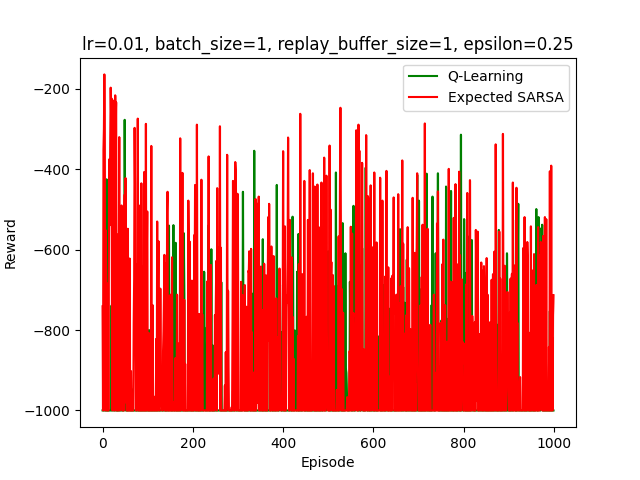 lr=0.01, batch_size=1, replay_buffer_size=1, epsilon=0.25
Q-Learning
Expected SARSA
−200
−400
−600
−800
−1000
Reward
0 200 400 600 800 1000
Episode